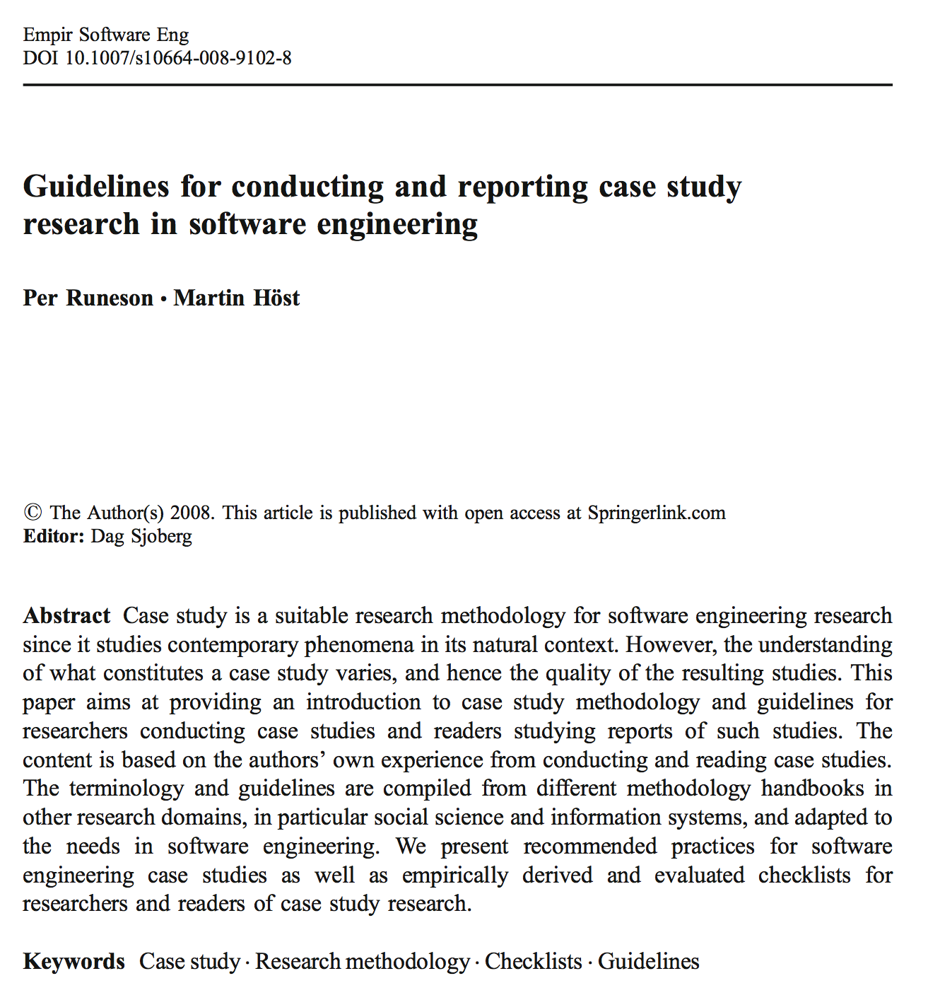 Empir Software Eng
DOI 10.1007/s10664-008-9102-8
Guidelines for conducting and reporting case study
research in software engineering
Per Runeson · Martin Höst
© The Author(s) 2008. This article is published with open access at Springerlink.com
Editor: Dag Sjoberg
Abstract Case study is a suitable research methodology for software engineering research
since it studies contemporary phenomena in its natural context. However, the understanding
of what constitutes a case study varies, and hence the quality of the resulting studies. This
paper aims at providing an introduction to case study methodology and guidelines for
researchers conducting case studies and readers studying reports of such studies. The
content is based on the authors’ own experience from conducting and reading case studies.
The terminology and guidelines are compiled from different methodology handbooks in
other research domains, in particular social science and information systems, and adapted to
the needs in software engineering. We present recommended practices for software
engineering case studies as well as empirically derived and evaluated checklists for
researchers and readers of case study research.
Keywords Case study · Research methodology · Checklists · Guidelines